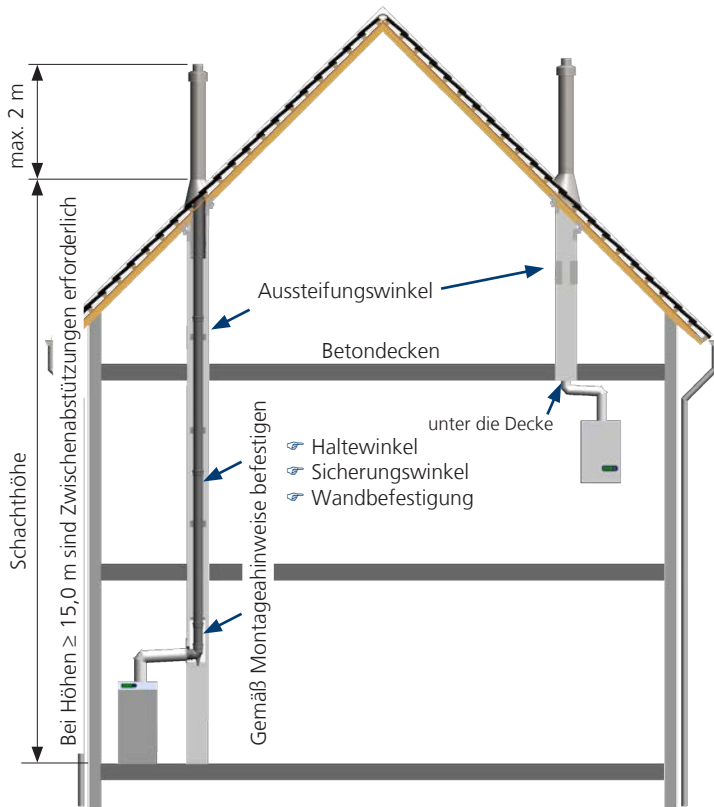 max. 2 m
Schachthöhe
Bei Höhen ≥ 15,0 m sind Zwischenabstützungen erforderlich
Aussteifungswinkel
Betondecken
unter die Decke
Gemäß Montageahinweise befestigen
☞ Haltewinkel
☞ Sicherungswinkel
☞ Wandbefestigung